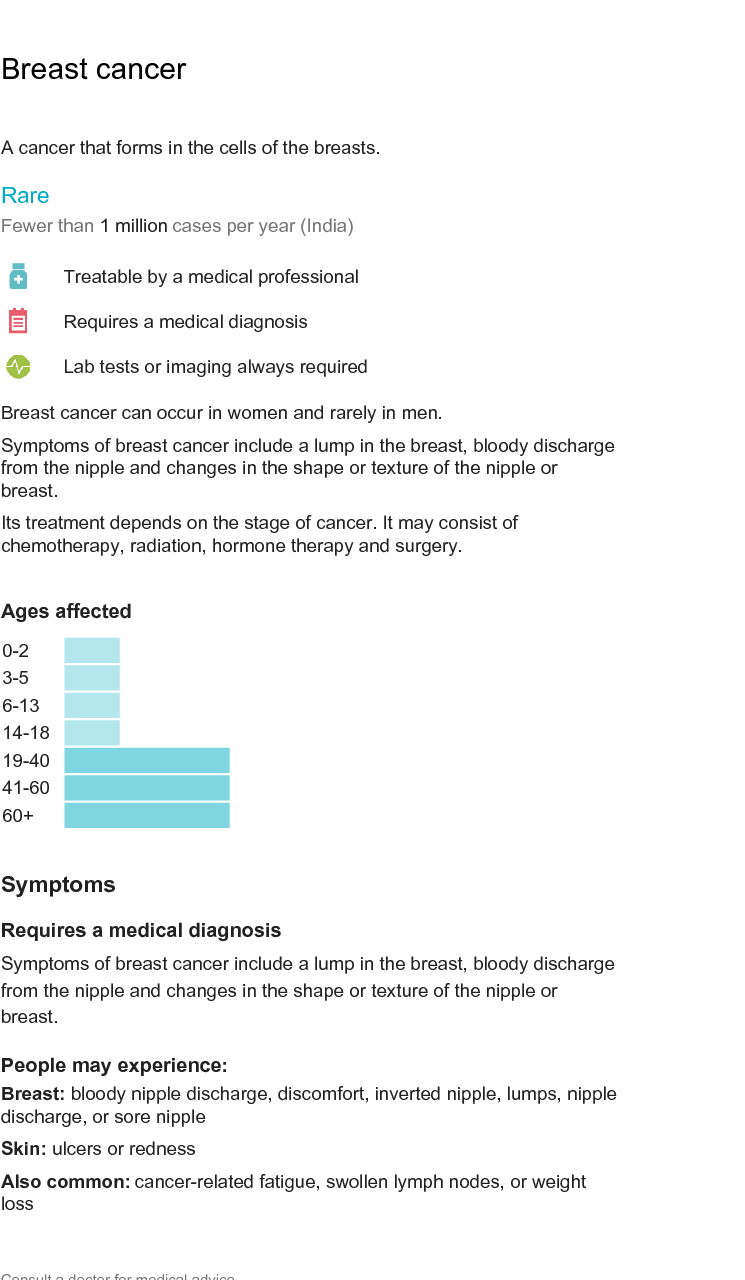 Breast cancer
A cancer that forms in the cells of the breasts.
Rare
Fewer than 1 million cases per year (India)
Treatable by a medical professional
Requires a medical diagnosis
Lab tests or imaging always required
Breast cancer can occur in women and rarely in men.
Symptoms of breast cancer include a lump in the breast, bloody discharge
from the nipple and changes in the shape or texture of the nipple or
breast.
Its treatment depends on the stage of cancer. It may consist of
chemotherapy, radiation, hormone therapy and surgery.
Ages affected
0-2
3-5
6-13
14-18
19-40
41-60
60+
Symptoms
Requires a medical diagnosis
Symptoms of breast cancer include a lump in the breast, bloody discharge
from the nipple and changes in the shape or texture of the nipple or
breast.
People may experience:
Breast: bloody nipple discharge, discomfort, inverted nipple, lumps, nipple
discharge, or sore nipple
Skin: ulcers or redness
Also common: cancer-related fatigue, swollen lymph nodes, or weight
loss
Consult a doctor for medical advice